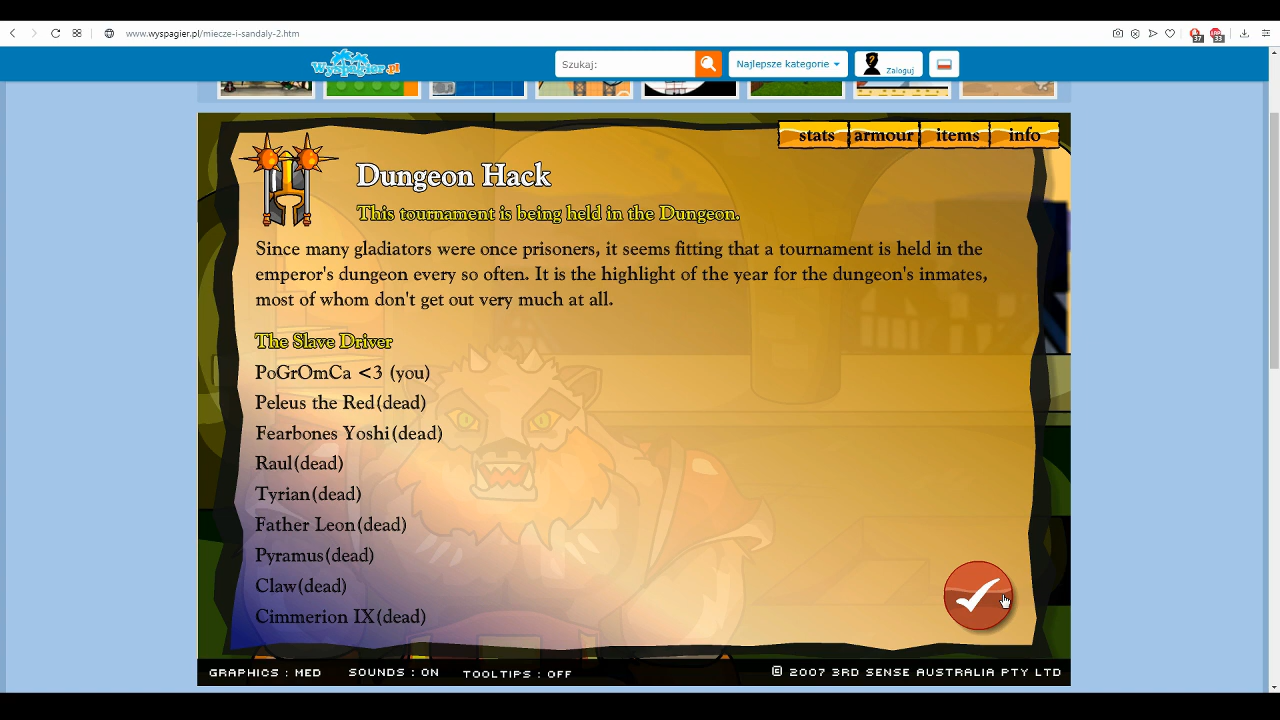 www.wyspagier.pl/miecze-i-sandaly-2.htm
37
33
Wyspagier.pl
Szukaj:
Najlepsze kategorie
Zaloguj
stats
armour
items
info
Dungeon Hack
This tournament is being held in the Dungeon.
Since many gladiators were once prisoners, it seems fitting that a tournament is held in the
emperor's dungeon every so often. It is the highlight of the year for the dungeon's inmates,
most of whom don't get out very much at all.
The Slave Driver
PoGrOmCa <3 (you)
Peleus the Red(dead)
Fearbones Yoshi(dead)
Raul(dead)
Tyrian(dead)
Father Leon(dead)
Pyramus(dead)
Claw(dead)
Cimmerion IX(dead)
GRAPHICS : MED
SOUNDS : ON
TOOLTIPS : OFF
© 2007 3RD SENSE AUSTRALIA PTY LTD